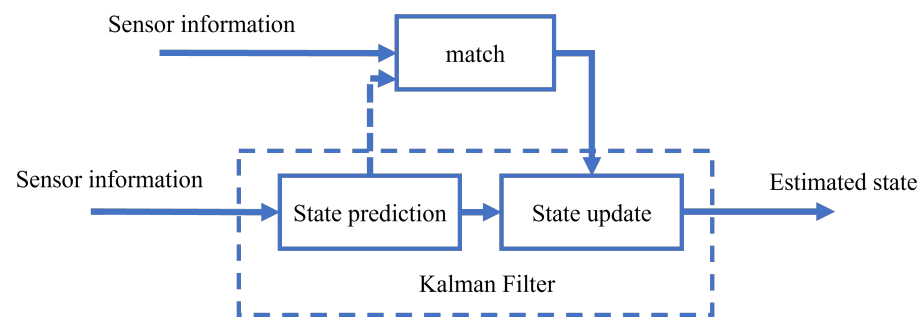 Sensor information
match
Sensor information
Estimated state
State prediction
State update
Kalman Filter